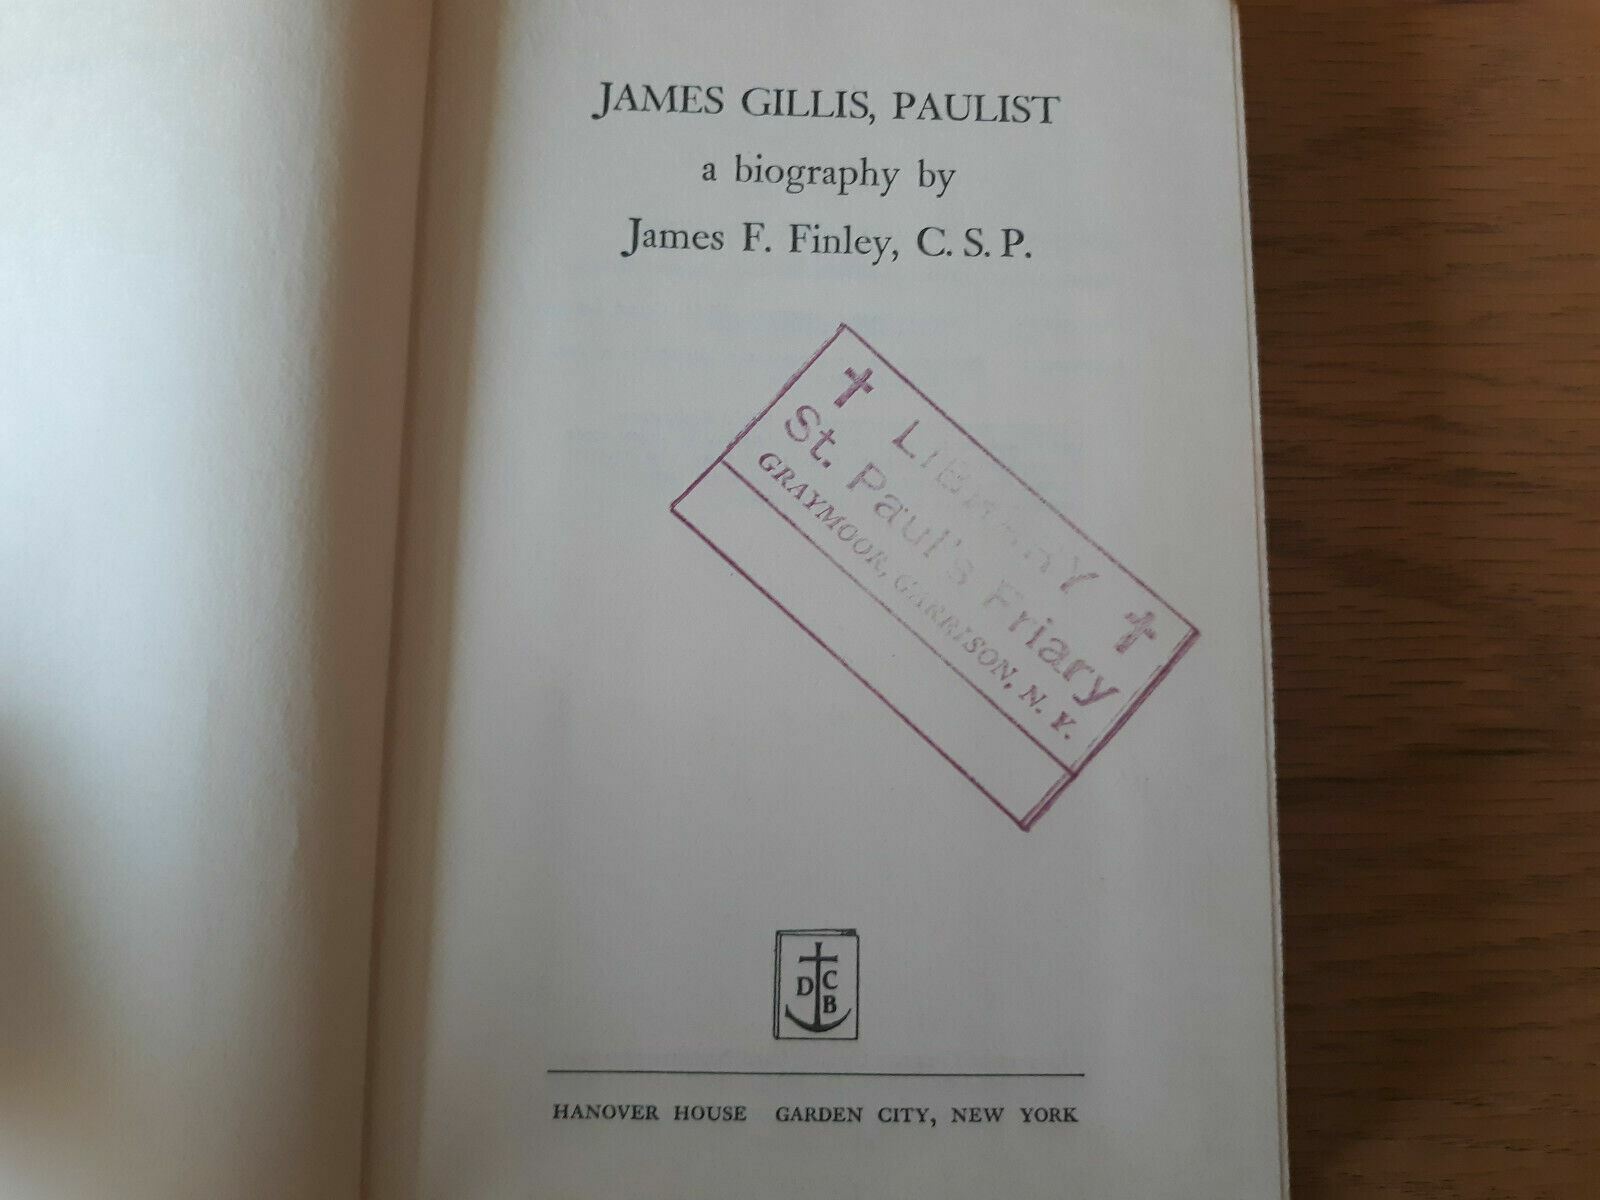 JAMES GILLIS, PAULIST
a biography by
James F. Finley, C. S. P.
LIBRARY
St. Paul's Friary
GRAYMOOR, GARRISON, N. Y.
D C
B
HANOVER HOUSE GARDEN CITY, NEW YORK